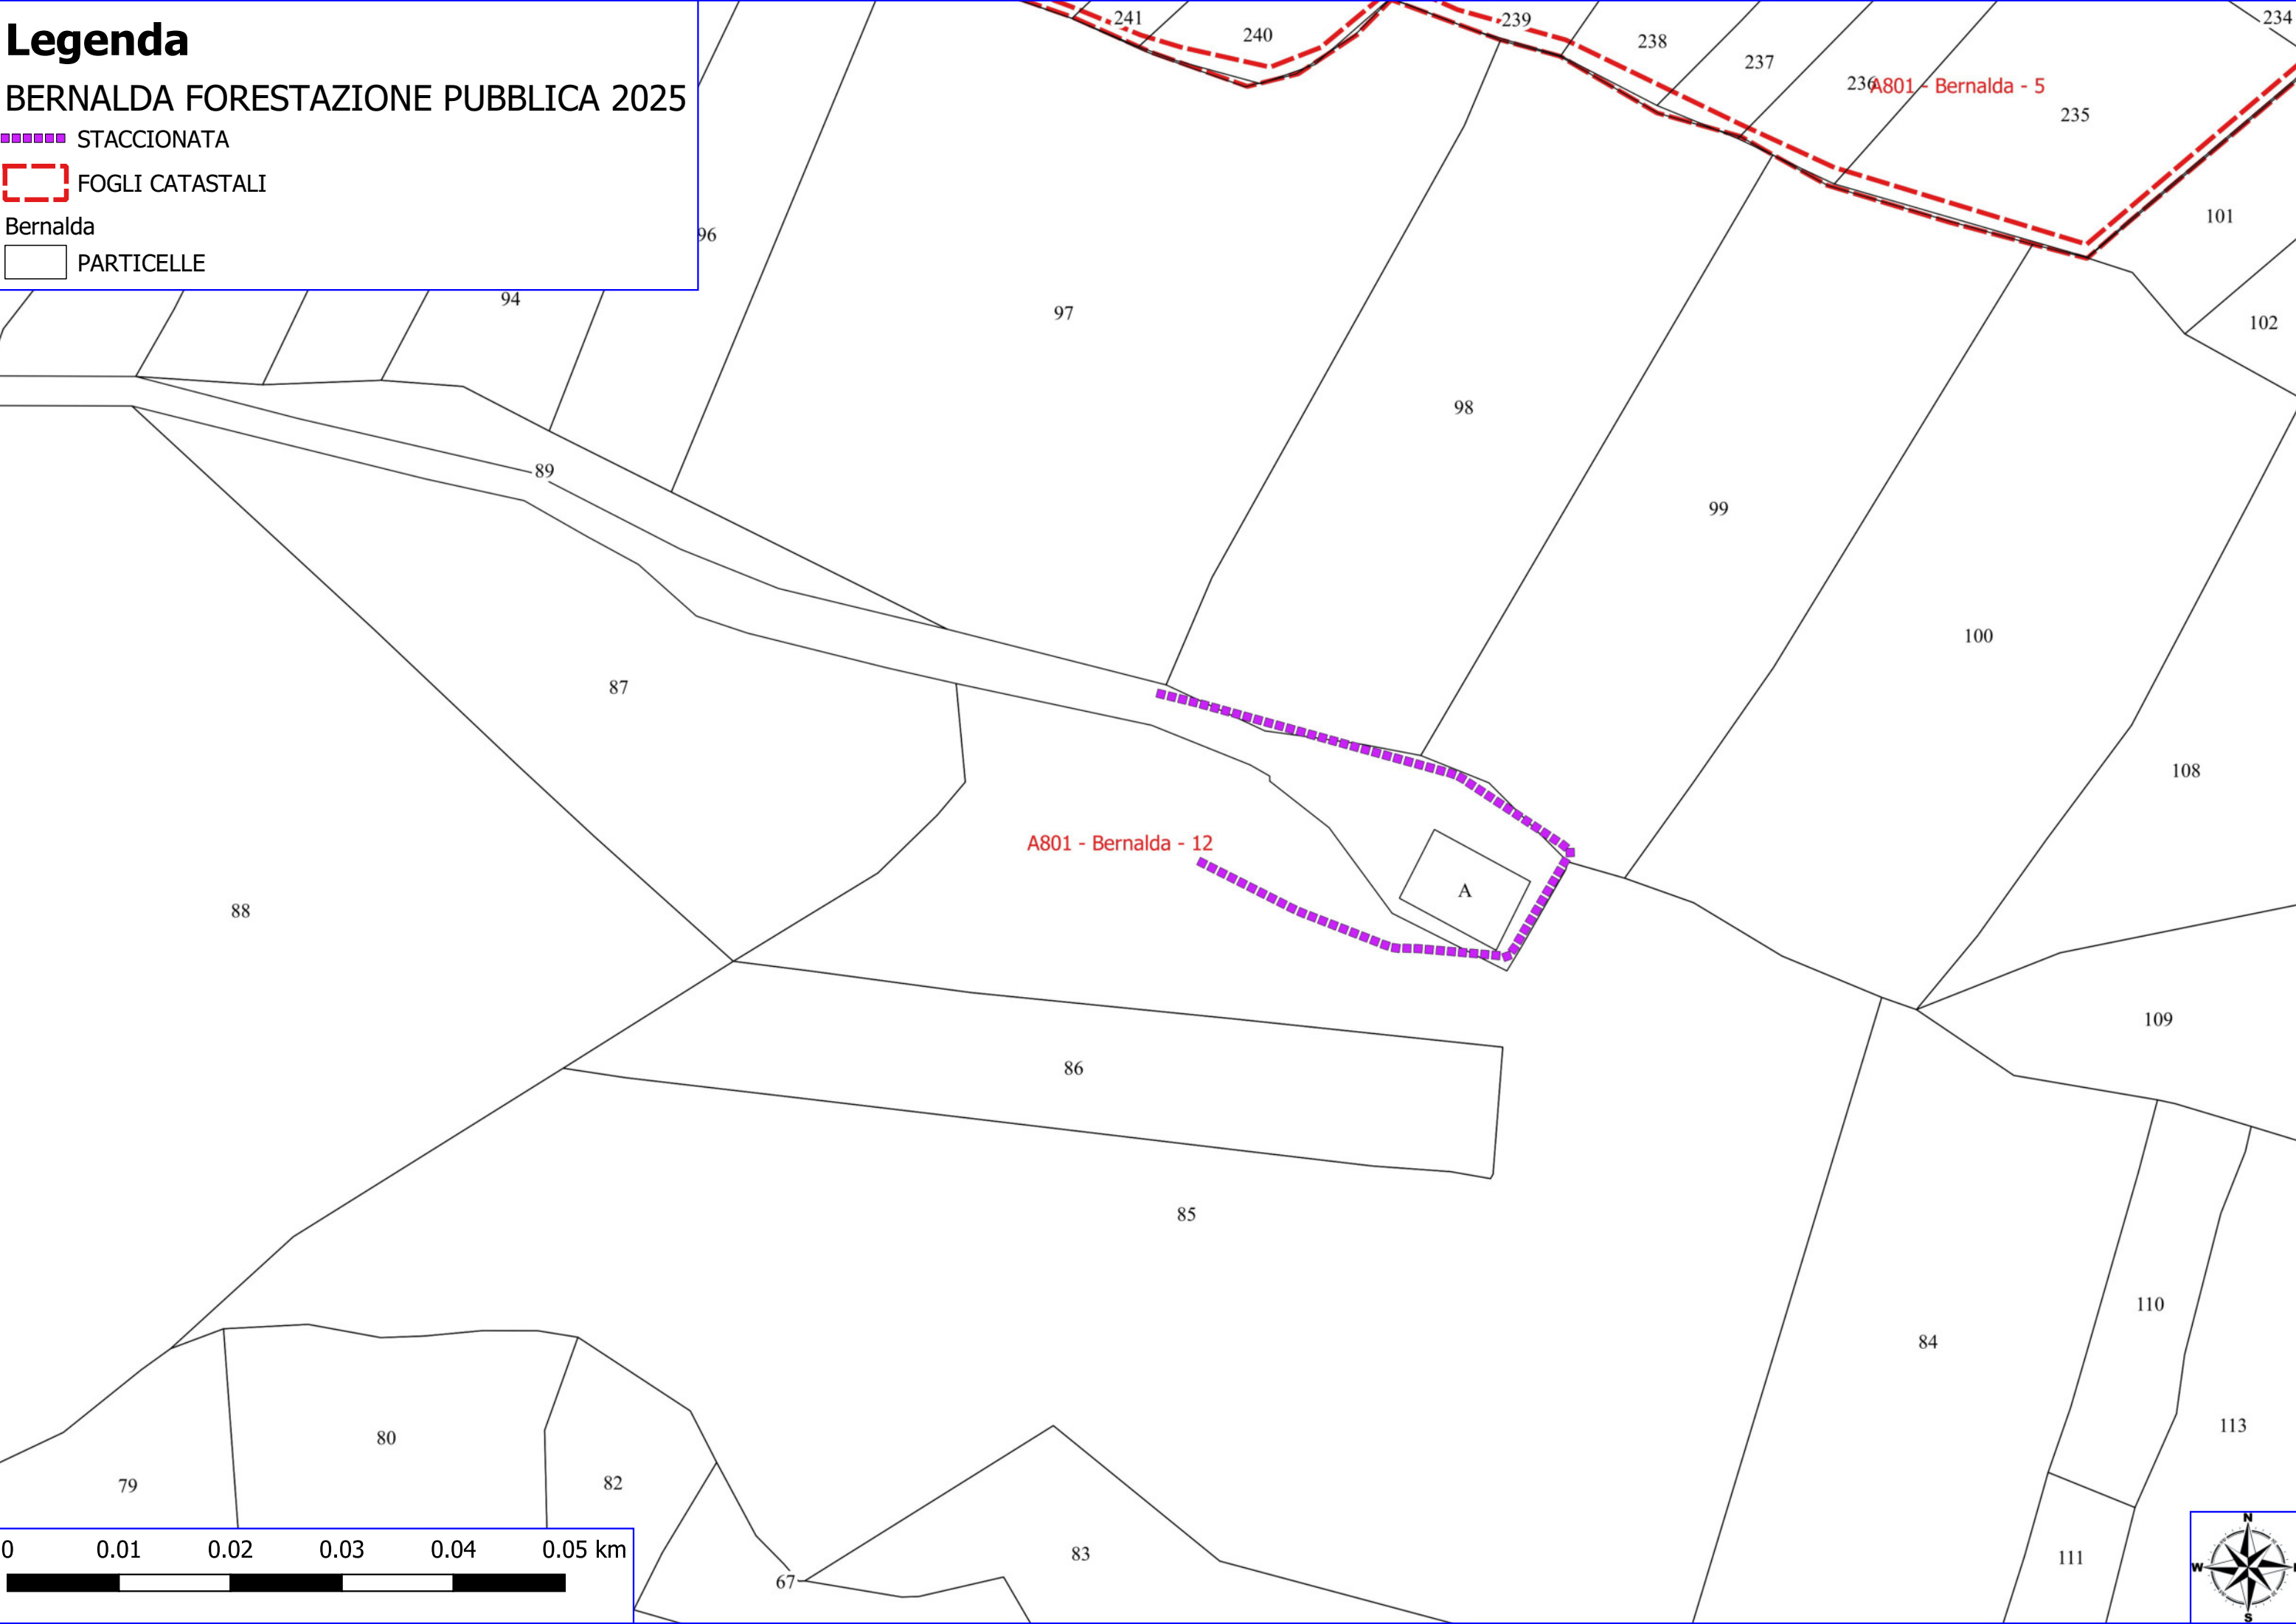 Legenda
BERNALDA FORESTAZIONE PUBBLICA 2025
STACCIONATA
FOGLI CATASTALI
Bernalda
PARTICELLE
241
240
239
238
237
236
A801 - Bernalda - 5
235
234
101
102
96
94
97
98
99
100
89
87
88
108
A801 - Bernalda - 12
A
109
86
85
84
110
113
80
79
82
83
67
111
0 0.01 0.02 0.03 0.04 0.05 km
N
W
S